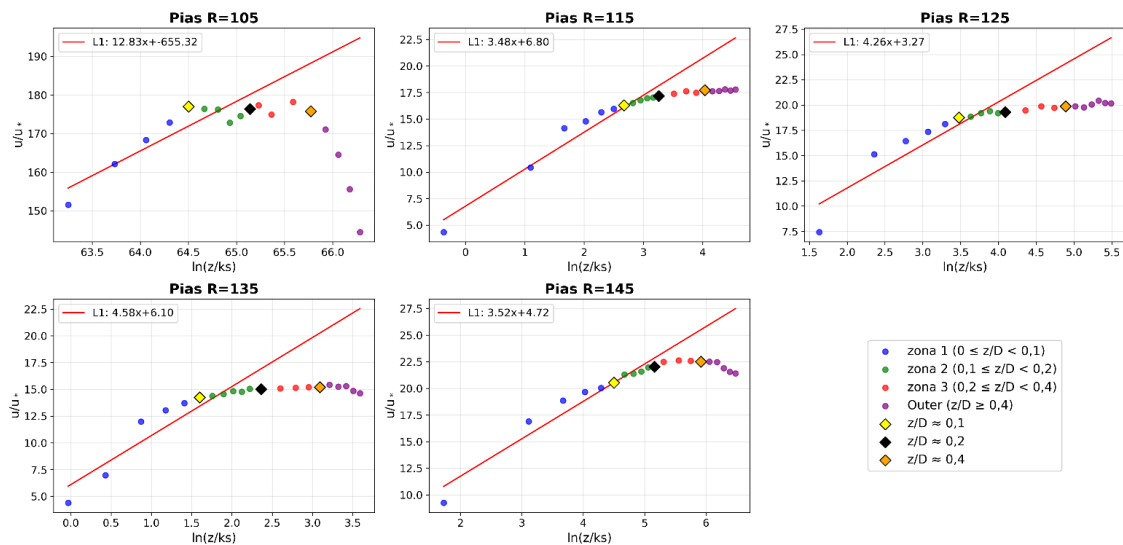 Pias R=105
L1: 12.83x+-655.32
190
180
170
160
150
u/u*
63.5 64.0 64.5 65.0 65.5 66.0
ln(z/ks)
Pias R=115
L1: 3.48x+6.80
22.5
20.0
17.5
15.0
12.5
10.0
7.5
5.0
u/u*
0 1 2 3 4
ln(z/ks)
Pias R=125
L1: 4.26x+3.27
27.5
25.0
22.5
20.0
17.5
15.0
12.5
10.0
7.5
u/u*
1.5 2.0 2.5 3.0 3.5 4.0 4.5 5.0 5.5
ln(z/ks)
Pias R=135
L1: 4.58x+6.10
22.5
20.0
17.5
15.0
12.5
10.0
7.5
5.0
u/u*
0.0 0.5 1.0 1.5 2.0 2.5 3.0 3.5
ln(z/ks)
Pias R=145
L1: 3.52x+4.72
27.5
25.0
22.5
20.0
17.5
15.0
12.5
10.0
u/u*
2 3 4 5 6
ln(z/ks)
zona 1 (0 ≤ z/D < 0,1)
zona 2 (0,1 ≤ z/D < 0,2)
zona 3 (0,2 ≤ z/D < 0,4)
Outer (z/D ≥ 0,4)
z/D ≈ 0,1
z/D ≈ 0,2
z/D ≈ 0,4